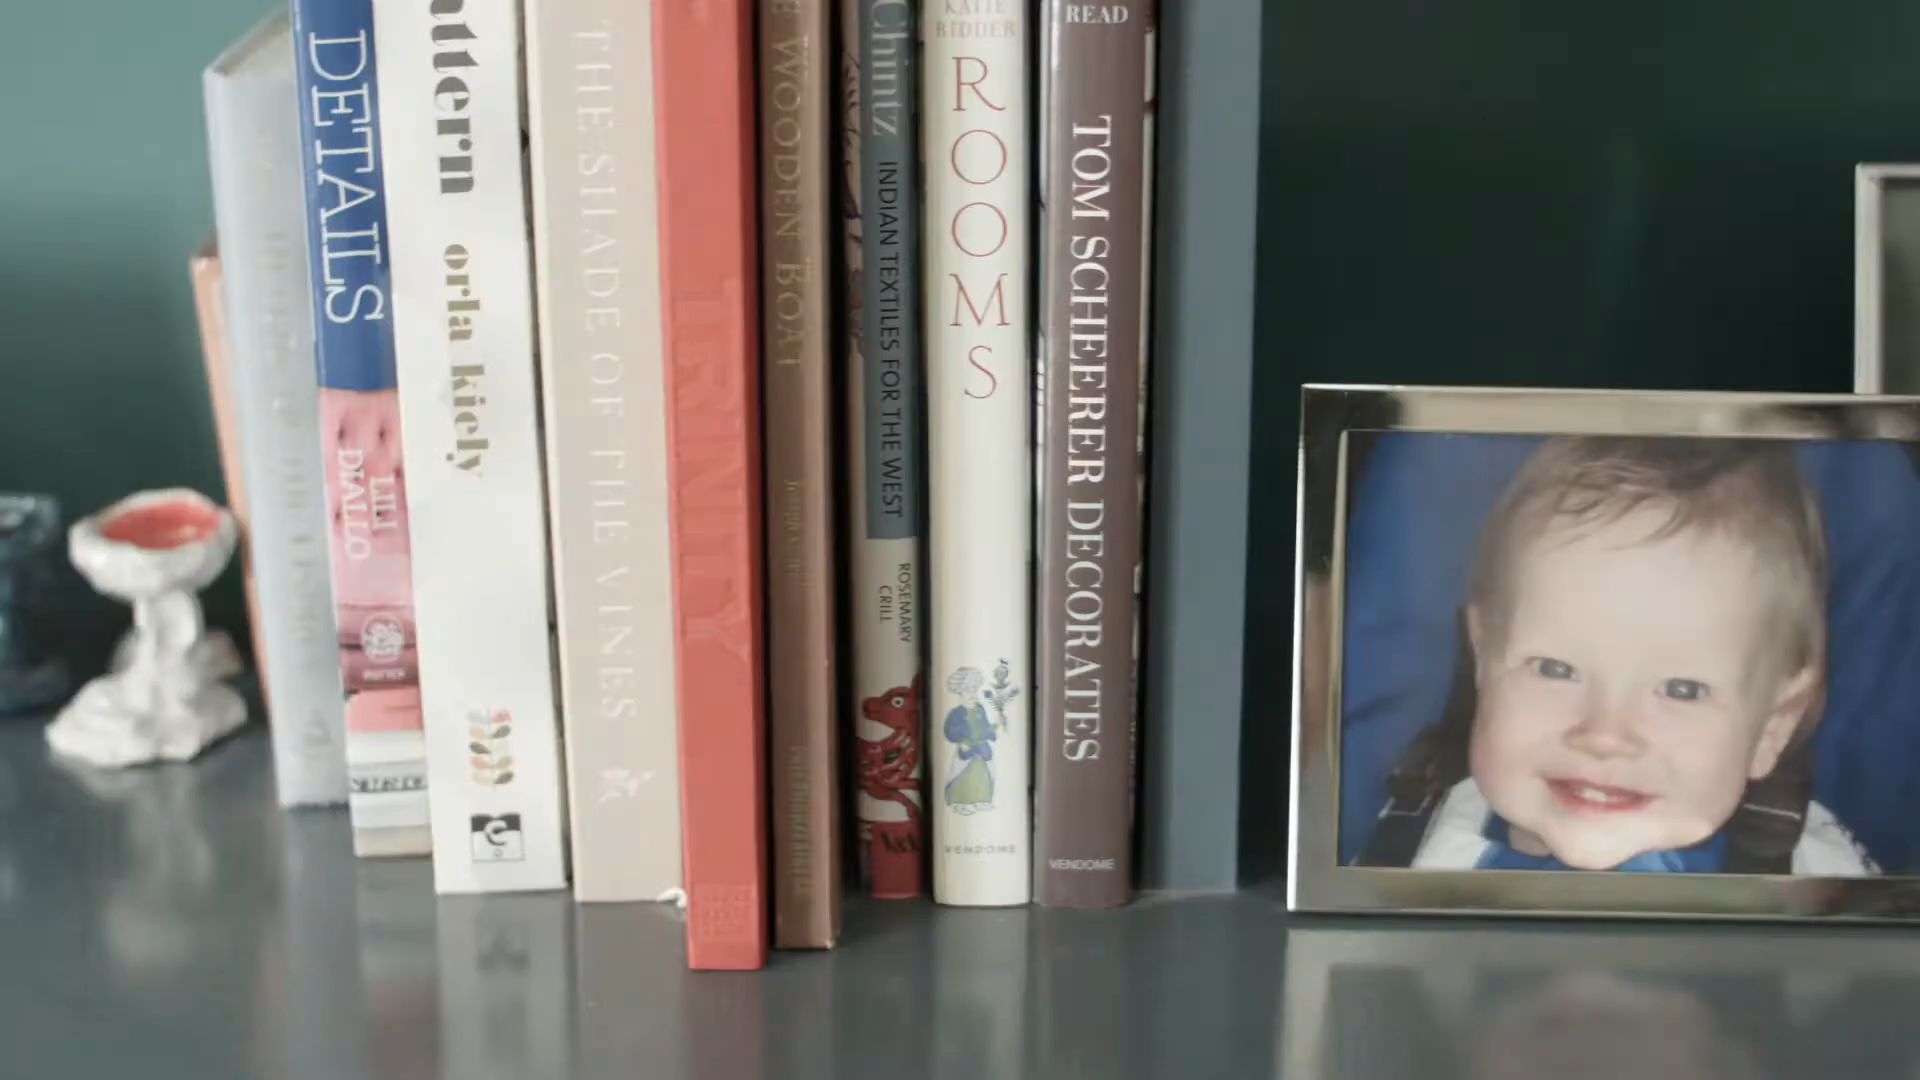 DETAILS
LILI
DIALLO
POTTER
attern orla kiely
THE SHADE OF THE VINES
WOODEN BOAT
Chintz INDIAN TEXTILES FOR THE WEST
ROSEMARY
CRILL
V&A
KATIE
RIDDER
ROOMS
VENDOME
READ
TOM SCHEERER DECORATES
VENDOME